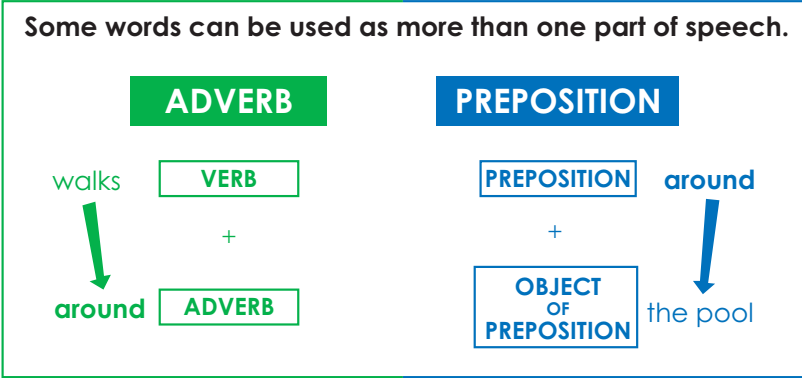 Some words can be used as more than one part of speech.
ADVERB
walks VERB
+
around ADVERB
PREPOSITION
PREPOSITION around
+
OBJECT
OF
PREPOSITION
the pool